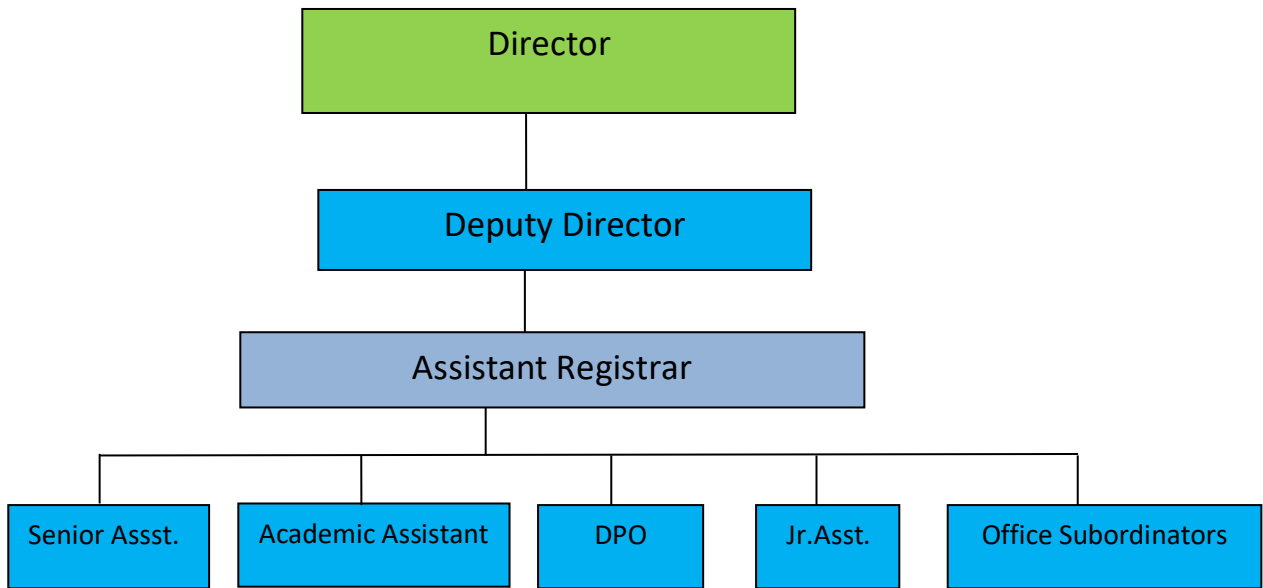 Director
Deputy Director
Assistant Registrar
Senior Assst.
Academic Assistant
DPO
Jr.Asst.
Office Subordinators